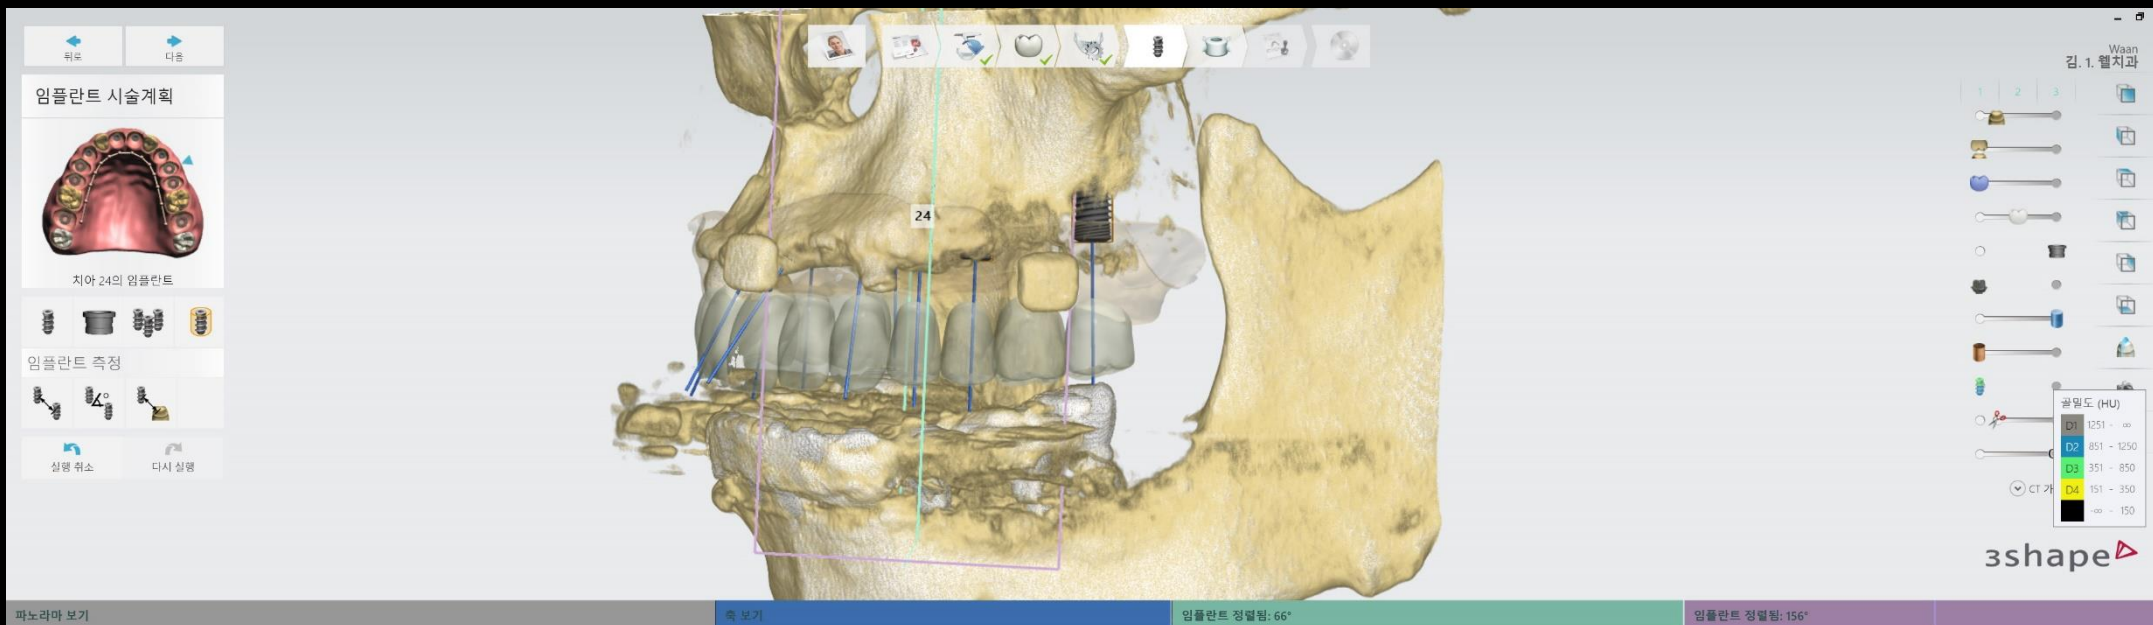 뒤로
다음
임플란트 시술계획
치아 24의 임플란트
임플란트 측정
실행 취소
다시 실행
24
Waan
김. 1. 웰치과
1 2 3
골밀도 (HU)
D1 1251 - ∞
D2 851 - 1250
D3 351 - 850
D4 151 - 350
-∞ - 150
CT 가
3shape
파노라마 보기
축 보기
임플란트 정렬됨: 66°
임플란트 정렬됨: 156°